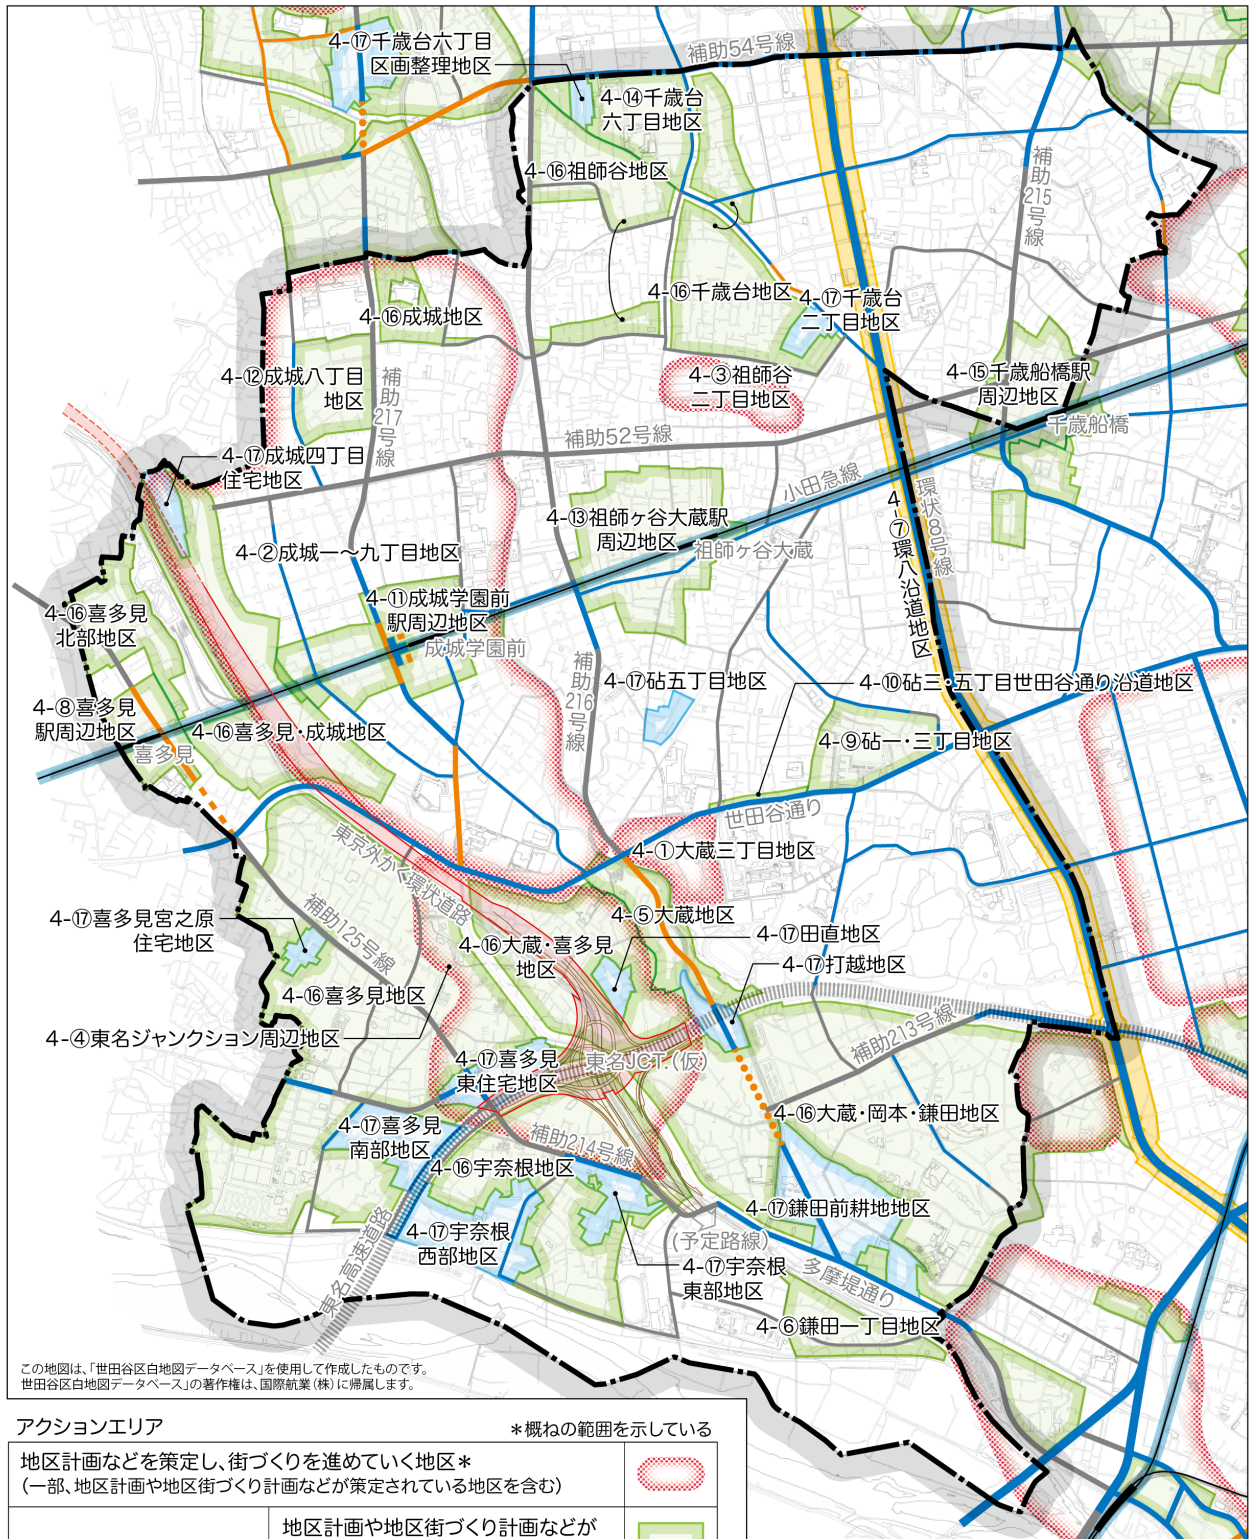 4-⑰千歳台六丁目
区画整理地区
補助54号線
4-⑭千歳台
六丁目地区
4-⑯祖師谷地区
補助215号線
4-⑯千歳台地区
4-⑰千歳台
二丁目地区
4-⑯成城地区
4-⑫成城八丁目
地区
補助217号線
4-③祖師谷
二丁目地区
4-⑮千歳船橋駅
周辺地区
千歳船橋
補助52号線
4-⑰成城四丁目
住宅地区
小田急線
環状8号線
4-⑦環八沿道地区
4-⑬祖師ヶ谷大蔵駅
周辺地区
祖師ヶ谷大蔵
4-②成城一〜九丁目地区
4-⑪成城学園前
駅周辺地区
成城学園前
4-⑯喜多見
北部地区
補助216号線
4-⑰砧五丁目地区
4-⑩砧三・五丁目世田谷通り沿道地区
4-⑧喜多見
駅周辺地区
喜多見
4-⑯喜多見・成城地区
4-⑨砧一・三丁目地区
世田谷通り
東京外かく環状道路
4-①大蔵三丁目地区
4-⑤大蔵地区
4-⑰喜多見宮之原
住宅地区
補助125号線
4-⑯大蔵・喜多見
地区
4-⑰田直地区
4-⑰打越地区
4-⑯喜多見地区
4-④東名ジャンクション周辺地区
4-⑰喜多見
東住宅地区
東名JCT.(仮)
補助213号線
4-⑰喜多見
南部地区
補助214号線
4-⑯大蔵・岡本・鎌田地区
4-⑯宇奈根地区
4-⑰宇奈根
西部地区
4-⑰鎌田前耕地地区
(予定路線)
4-⑰宇奈根
東部地区
多摩堤通り
東名高速道路
4-⑥鎌田一丁目地区
この地図は、「世田谷区白地図データベース」を使用して作成したものです。
世田谷区白地図データベース」の著作権は、国際航業(株)に帰属します。
アクションエリア
*概ねの範囲を示している
地区計画などを策定し、街づくりを進めていく地区*
(一部、地区計画や地区街づくり計画などが策定されている地区を含む)
地区計画や地区街づくり計画などが